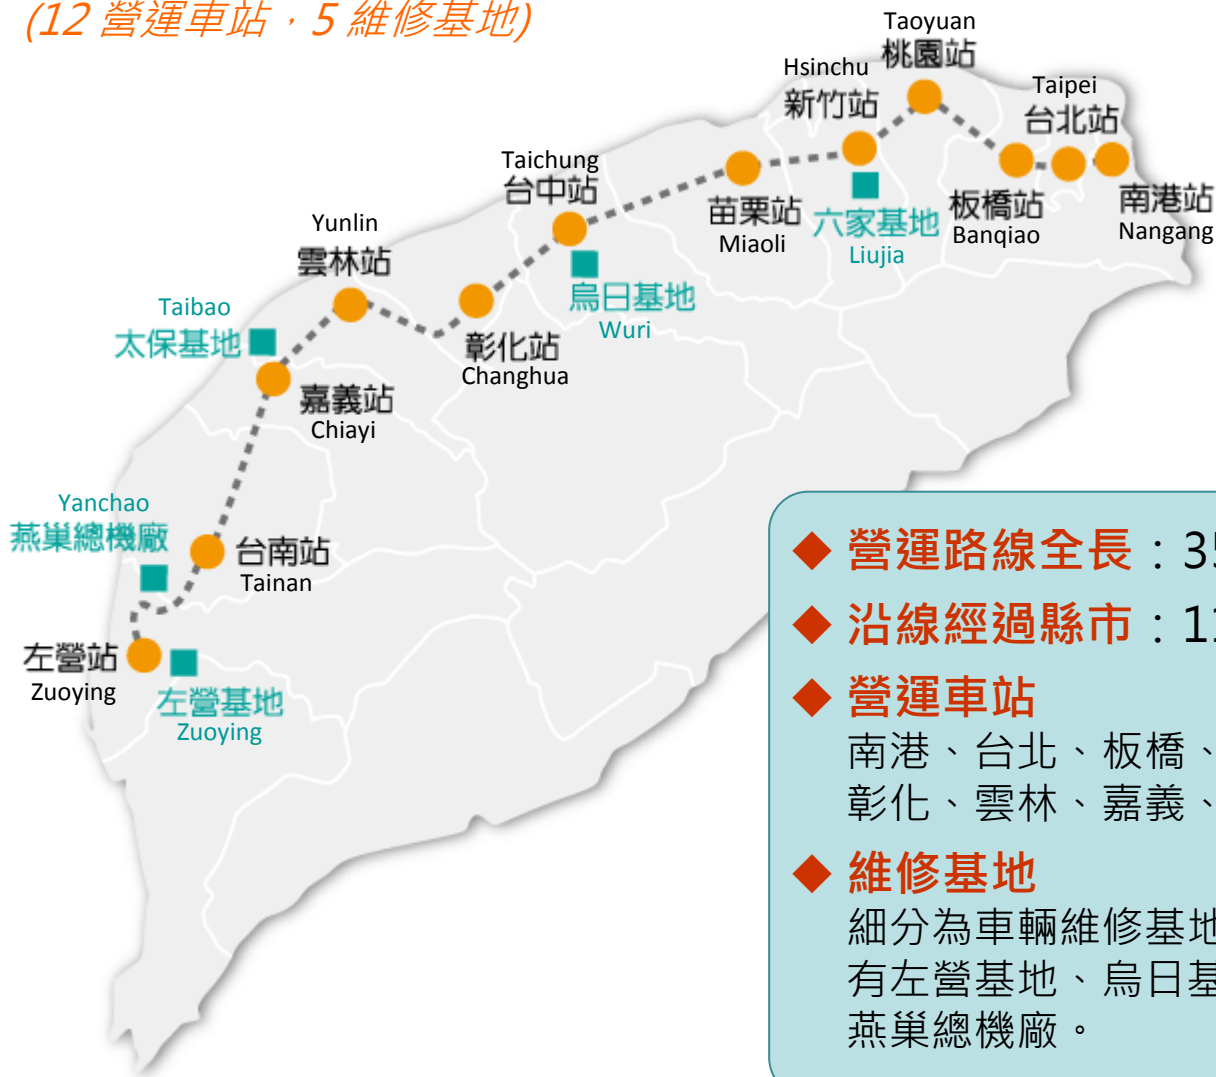 (12 營運車站，5 維修基地)
Taoyuan
桃園站
Hsinchu
新竹站
Taipei
台北站
Taichung
台中站
苗栗站
Miaoli
六家基地
Liujia
板橋站
Banqiao
南港站
Nangang
Yunlin
雲林站
烏日基地
Wuri
Taibao
太保基地
彰化站
Changhua
嘉義站
Chiayi
Yanchao
燕巢總機廠
台南站
Tainan
左營站
Zuoying
左營基地
Zuoying
◆ 營運路線全長：35
◆ 沿線經過縣市：11
◆ 營運車站
南港、台北、板橋、
彰化、雲林、嘉義、
◆ 維修基地
細分為車輛維修基地
有左營基地、烏日基
燕巢總機廠。